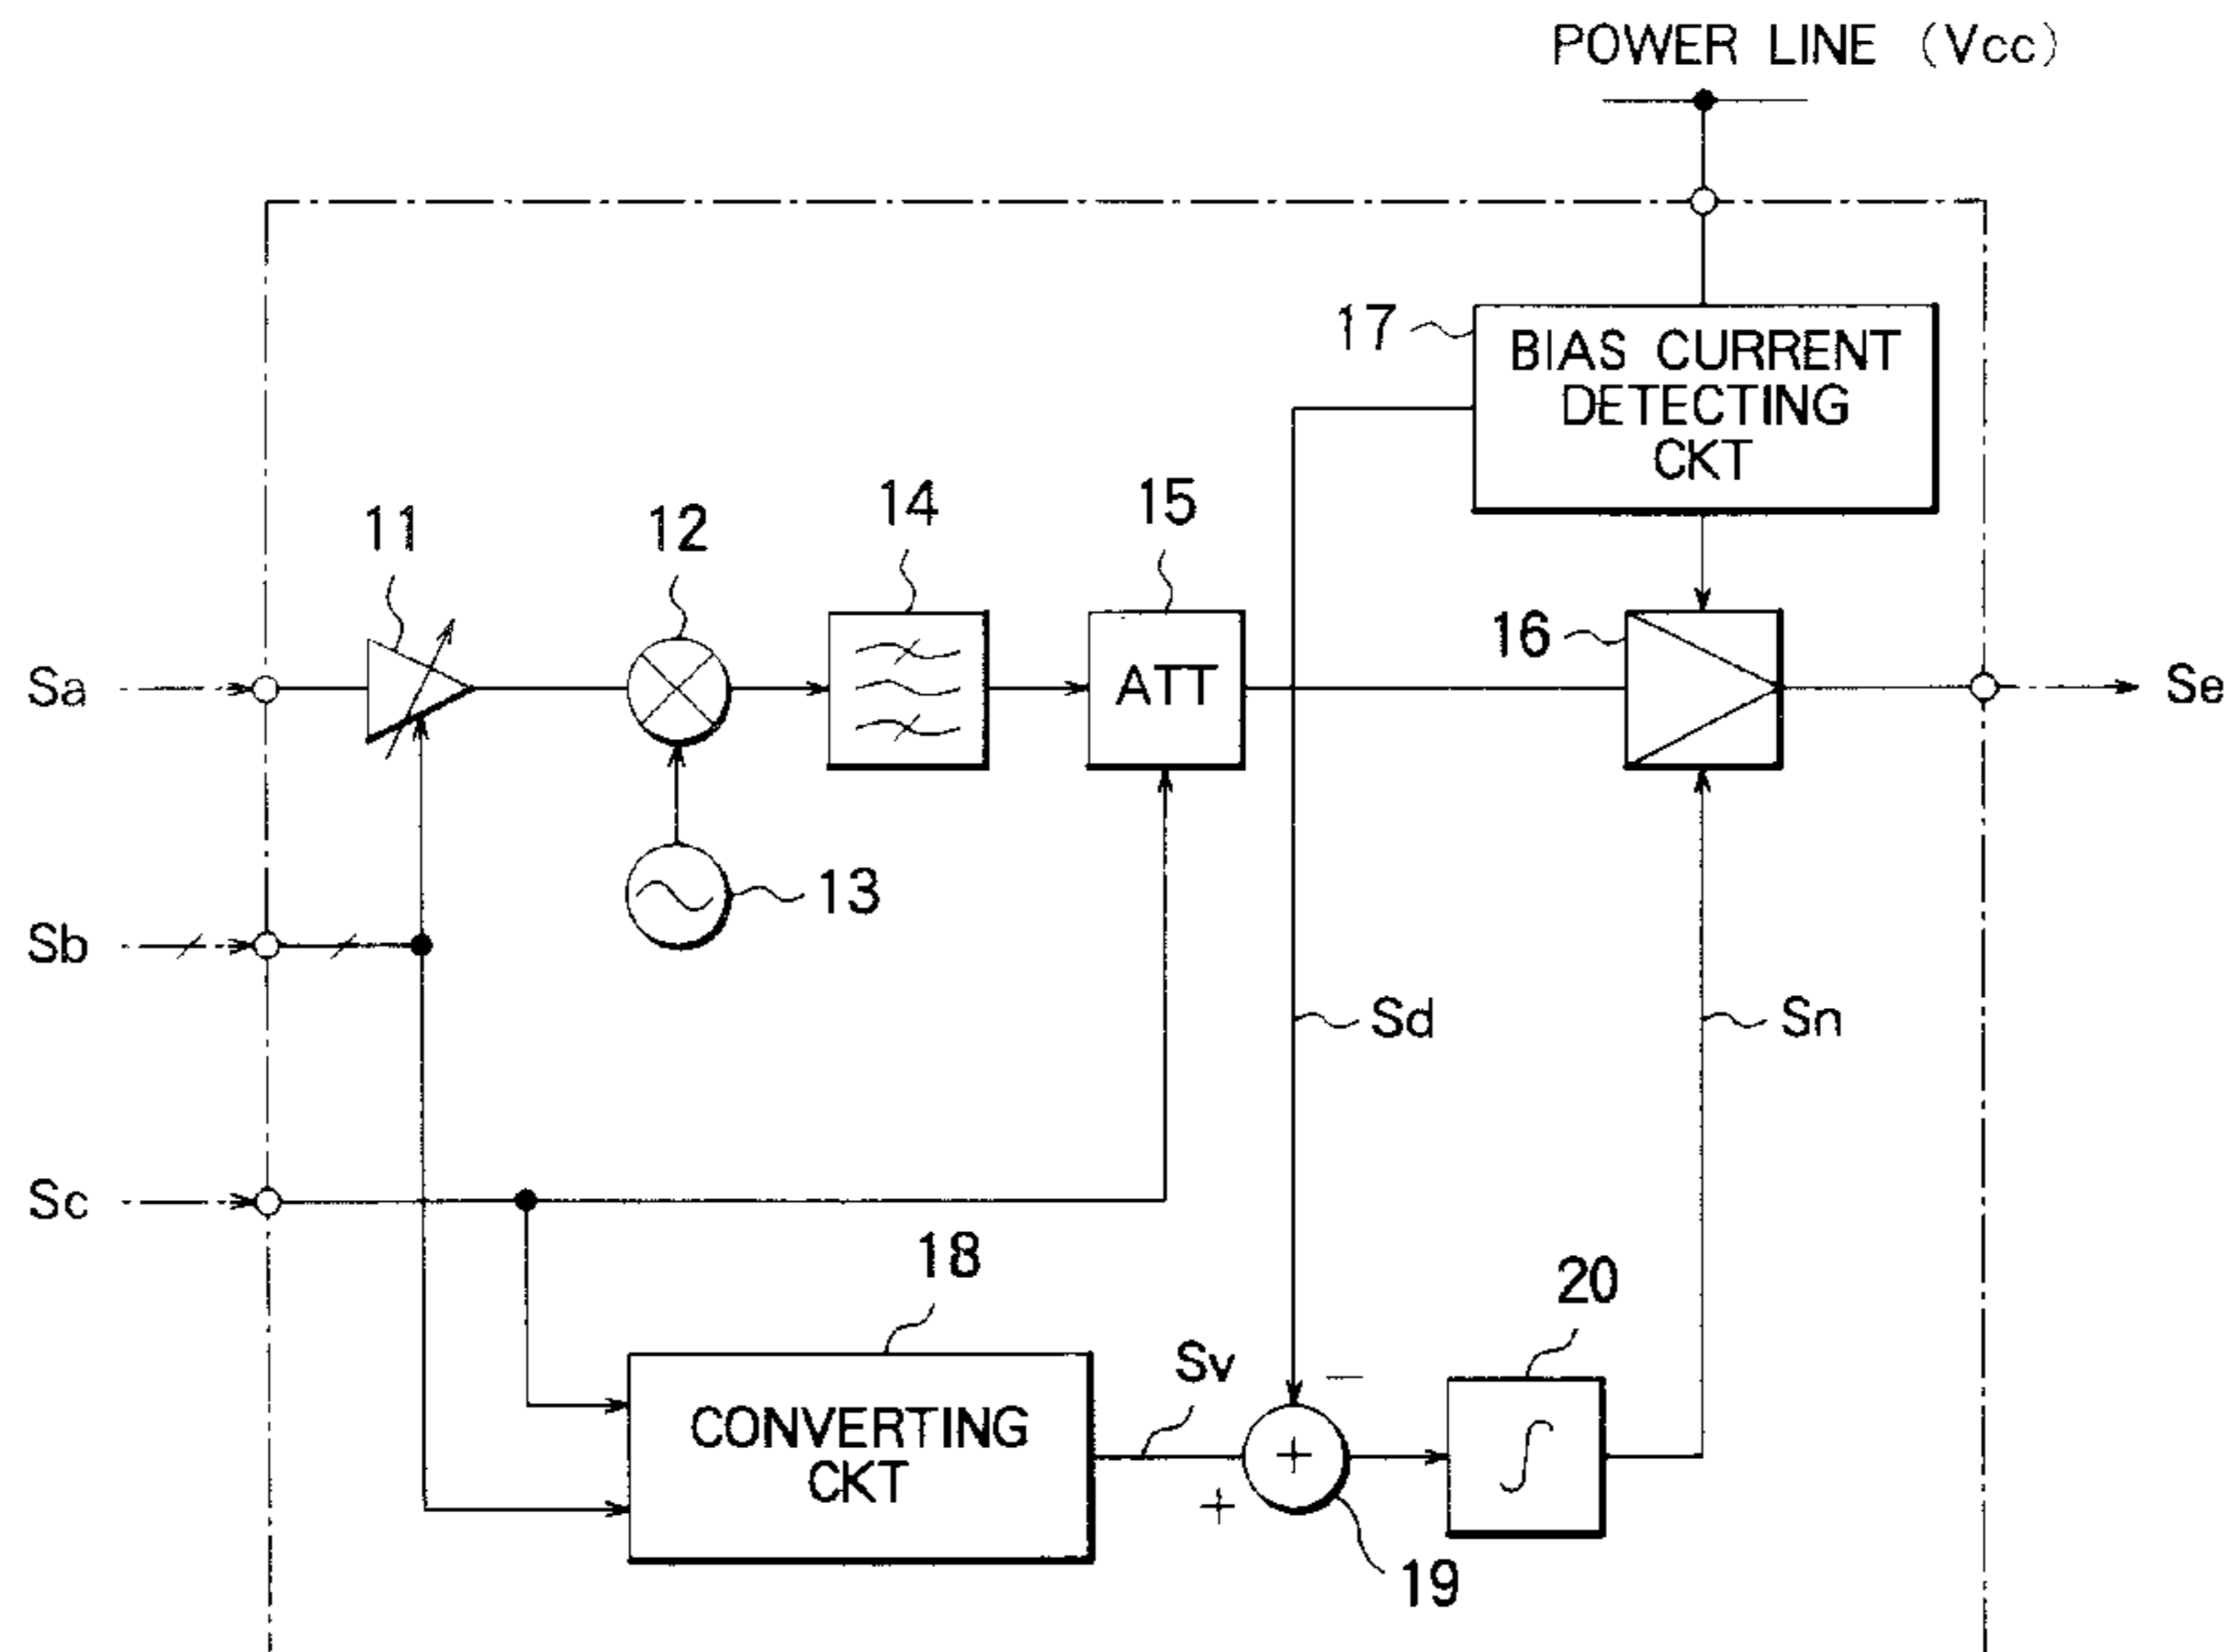 POWER LINE (Vcc)
17
BIAS CURRENT
DETECTING
CKT
11
12
14
15
16
ATT
Sa
Se
13
Sb
Sd
Sn
Sc
18
20
Sv
−
CONVERTING
CKT
+
+
19